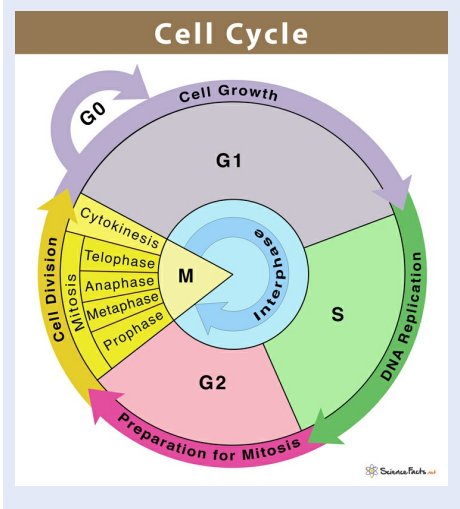 Cell Cycle
G0
Cell Growth
G1
Cytokinesis
Telophase
Anaphase
Metaphase
Prophase
Mitosis
Cell Division
M
Interphase
S
DNA Replication
G2
Preparation for Mitosis
ScienceFacts.net